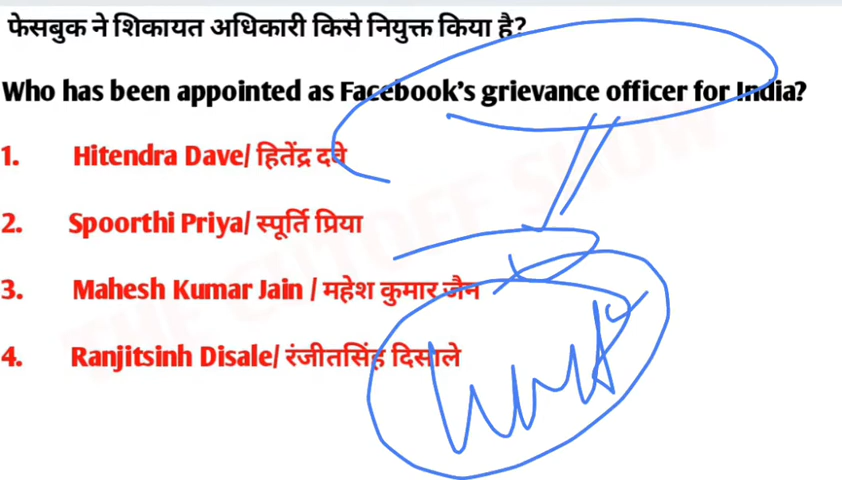 फेसबुक ने शिकायत अधिकारी किसे नियुक्त किया है?
Who has been appointed as Facebook's grievance officer for India?
1. Hitendra Dave/ हितेंद्र दवे
2. Spoorthi Priya/ स्पूर्ति प्रिया
3. Mahesh Kumar Jain / महेश कुमार जैन
4. Ranjitsinh Disale/ रंजीतसिंह दिसाले